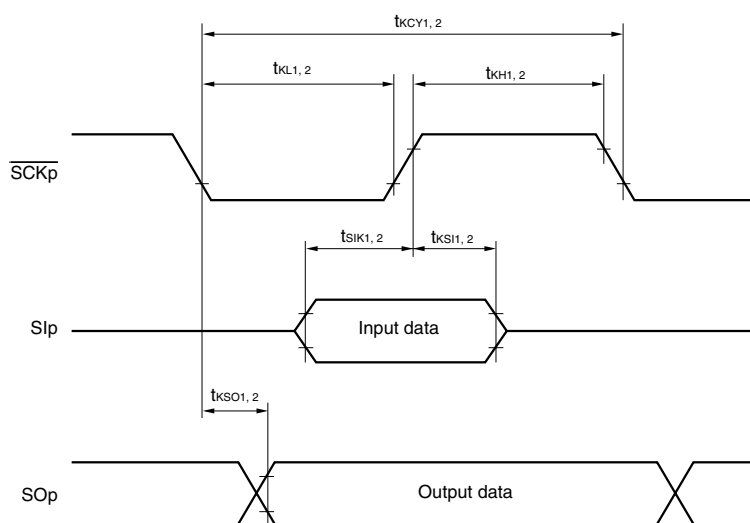 tKCY1, 2
tKL1, 2
tKH1, 2
SCKp
tSIK1, 2
tKSI1, 2
SIp
Input data
tKSO1, 2
SOp
Output data